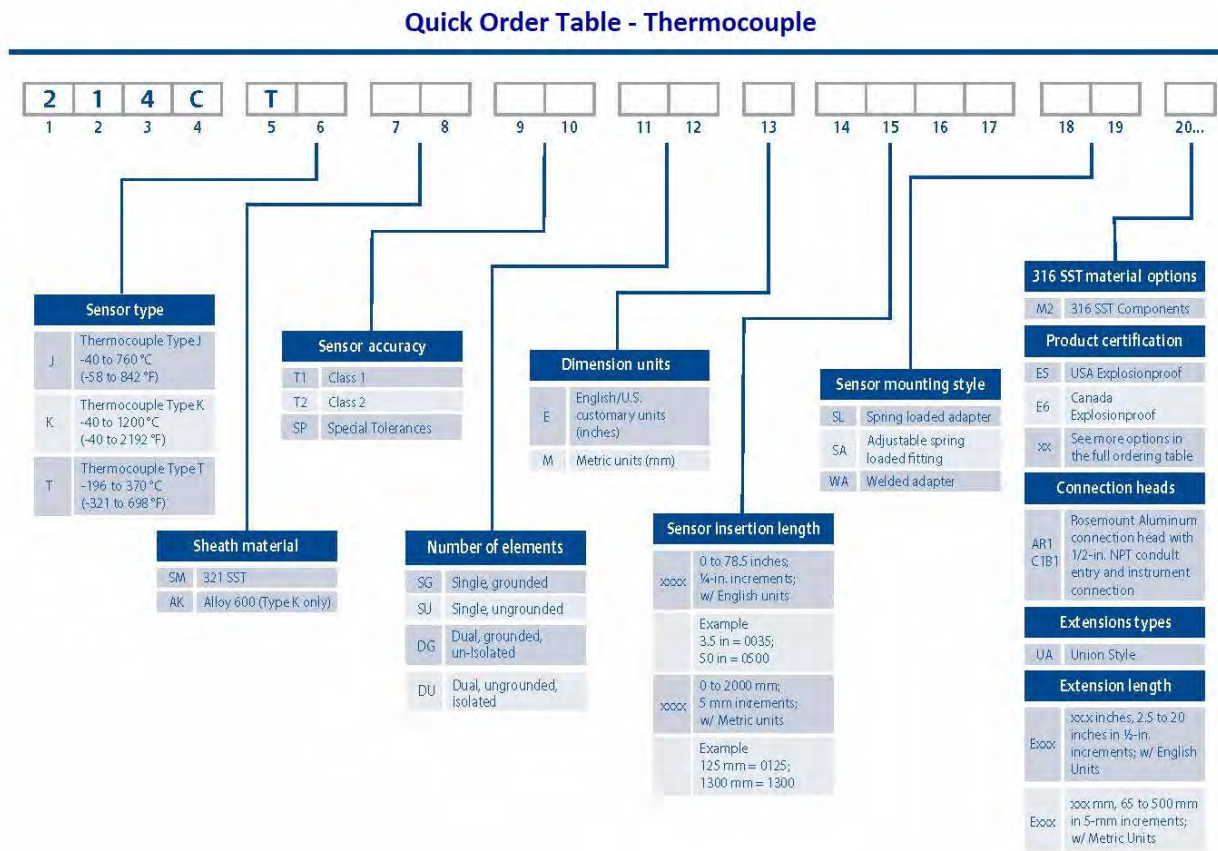 Quick Order Table - Thermocouple
2 1 4 C T
1 2 3 4 5 6 7 8 9 10 11 12 13 14 15 16 17 18 19 20...
Sensor type
J Thermocouple Type J
-40 to 760 °C
(-58 to 842 °F)
K Thermocouple Type K
-40 to 1200 °C
(-40 to 2192 °F)
T Thermocouple Type T
-196 to 370 °C
(-321 to 698 °F)
Sheath material
SM 321 SST
AK Alloy 600 (Type K only)
Sensor accuracy
T1 Class 1
T2 Class 2
SP Special Tolerances
Number of elements
SG Single, grounded
SU Single, ungrounded
DG Dual, grounded,
un-Isolated
DU Dual, ungrounded,
isolated
Dimension units
E English/U.S.
customary units
(inches)
M Metric units (mm)
Sensor insertion length
xxxx 0 to 78.5 inches;
¼-in. increments;
w/ English units
Example
3.5 in = 0035;
50 in = 0500
xxxx 0 to 2000 mm;
5 mm increments;
w/ Metric units
Example
125 mm = 0125;
1300 mm = 1300
Sensor mounting style
SL Spring loaded adapter
SA Adjustable spring
loaded fitting
WA Welded adapter
316 SST material options
M2 316 SST Components
Product certification
E5 USA Explosionproof
E6 Canada
Explosionproof
xx See more options in
the full ordering table
Connection heads
AR1
C1B1
Rosemount Aluminum
connection head with
1/2-in. NPT condult
entry and instrument
connection
Extensions types
UA Union Style
Extension length
Exxx xx.x inches, 2.5 to 20
inches in ½-in.
increments; w/ English
Units
Exxx xxx mm, 65 to 500 mm
in 5-mm increments;
w/ Metric Units